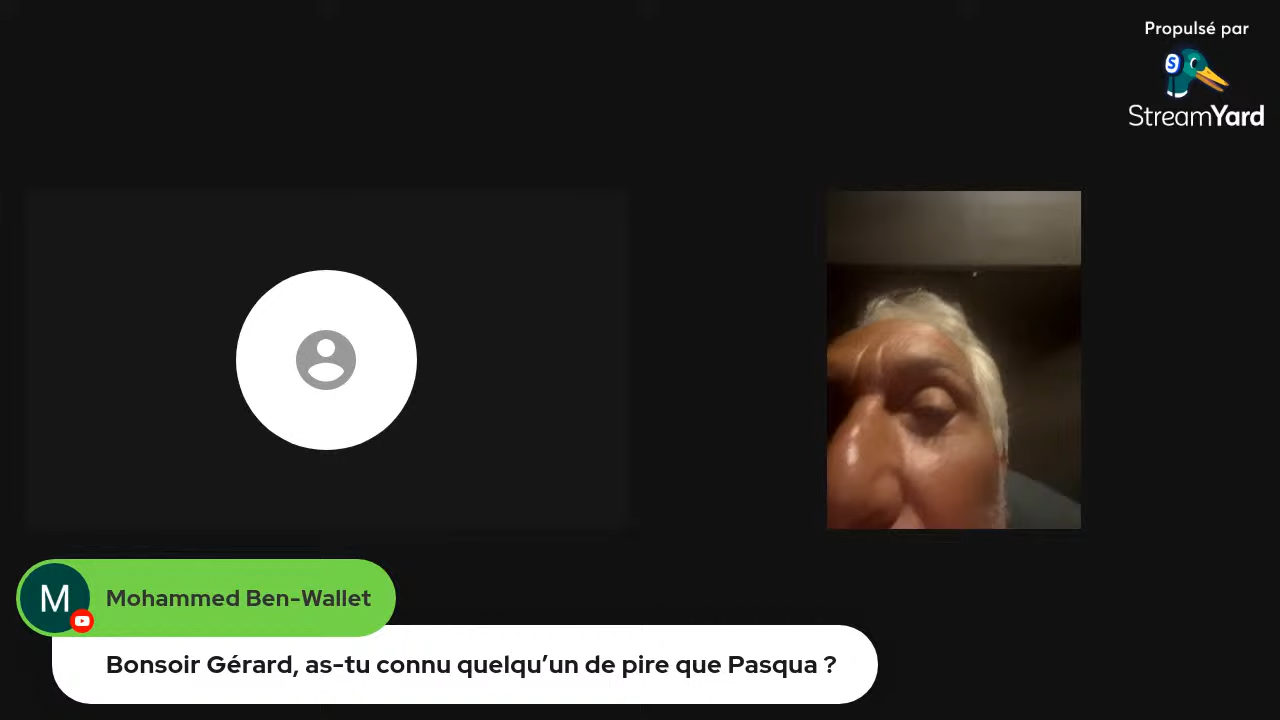 Propulsé par
S
StreamYard
M
Mohammed Ben-Wallet
Bonsoir Gérard, as-tu connu quelqu’un de pire que Pasqua ?